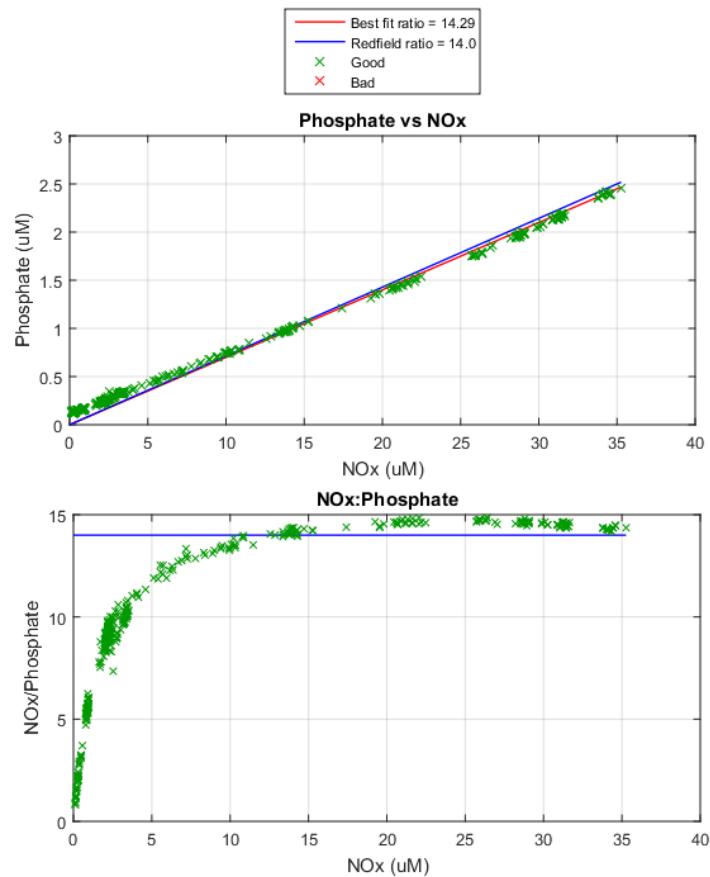 Best fit ratio = 14.29
Redfield ratio = 14.0
Good
Bad
Phosphate vs NOx
3
2.5
2
1.5
1
0.5
0
Phosphate (uM)
0 5 10 15 20 25 30 35 40
NOx (uM)
NOx:Phosphate
15
10
5
0
NOx/Phosphate
0 5 10 15 20 25 30 35 40
NOx (uM)